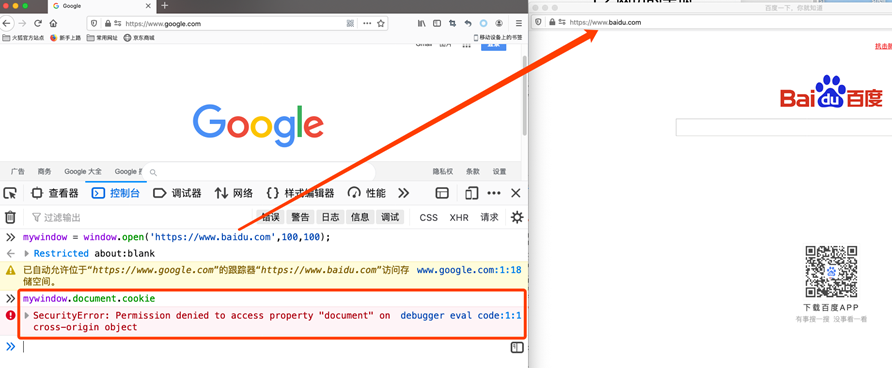 Google
https://www.google.com
火狐官方站点 新手上路 常用网址 京东商城 移动设备上的书签
Google
广告 商务 Google 大全 隐私权 条款 设置
查看器 控制台 调试器 网络 样式编辑器 性能
过滤输出 错误 警告 日志 信息 调试 CSS XHR 请求
mywindow = window.open('https://www.baidu.com',100,100);
Restricted about:blank
已自动允许位于“https://www.google.com”的跟踪器“https://www.baidu.com”访问存 www.google.com:1:18
储空间。
mywindow.document.cookie
SecurityError: Permission denied to access property "document" on debugger eval code:1:1
cross-origin object
百度一下，你就知道
https://www.baidu.com
Bai du 百度
下载百度APP
有事搜一搜 没事看一看